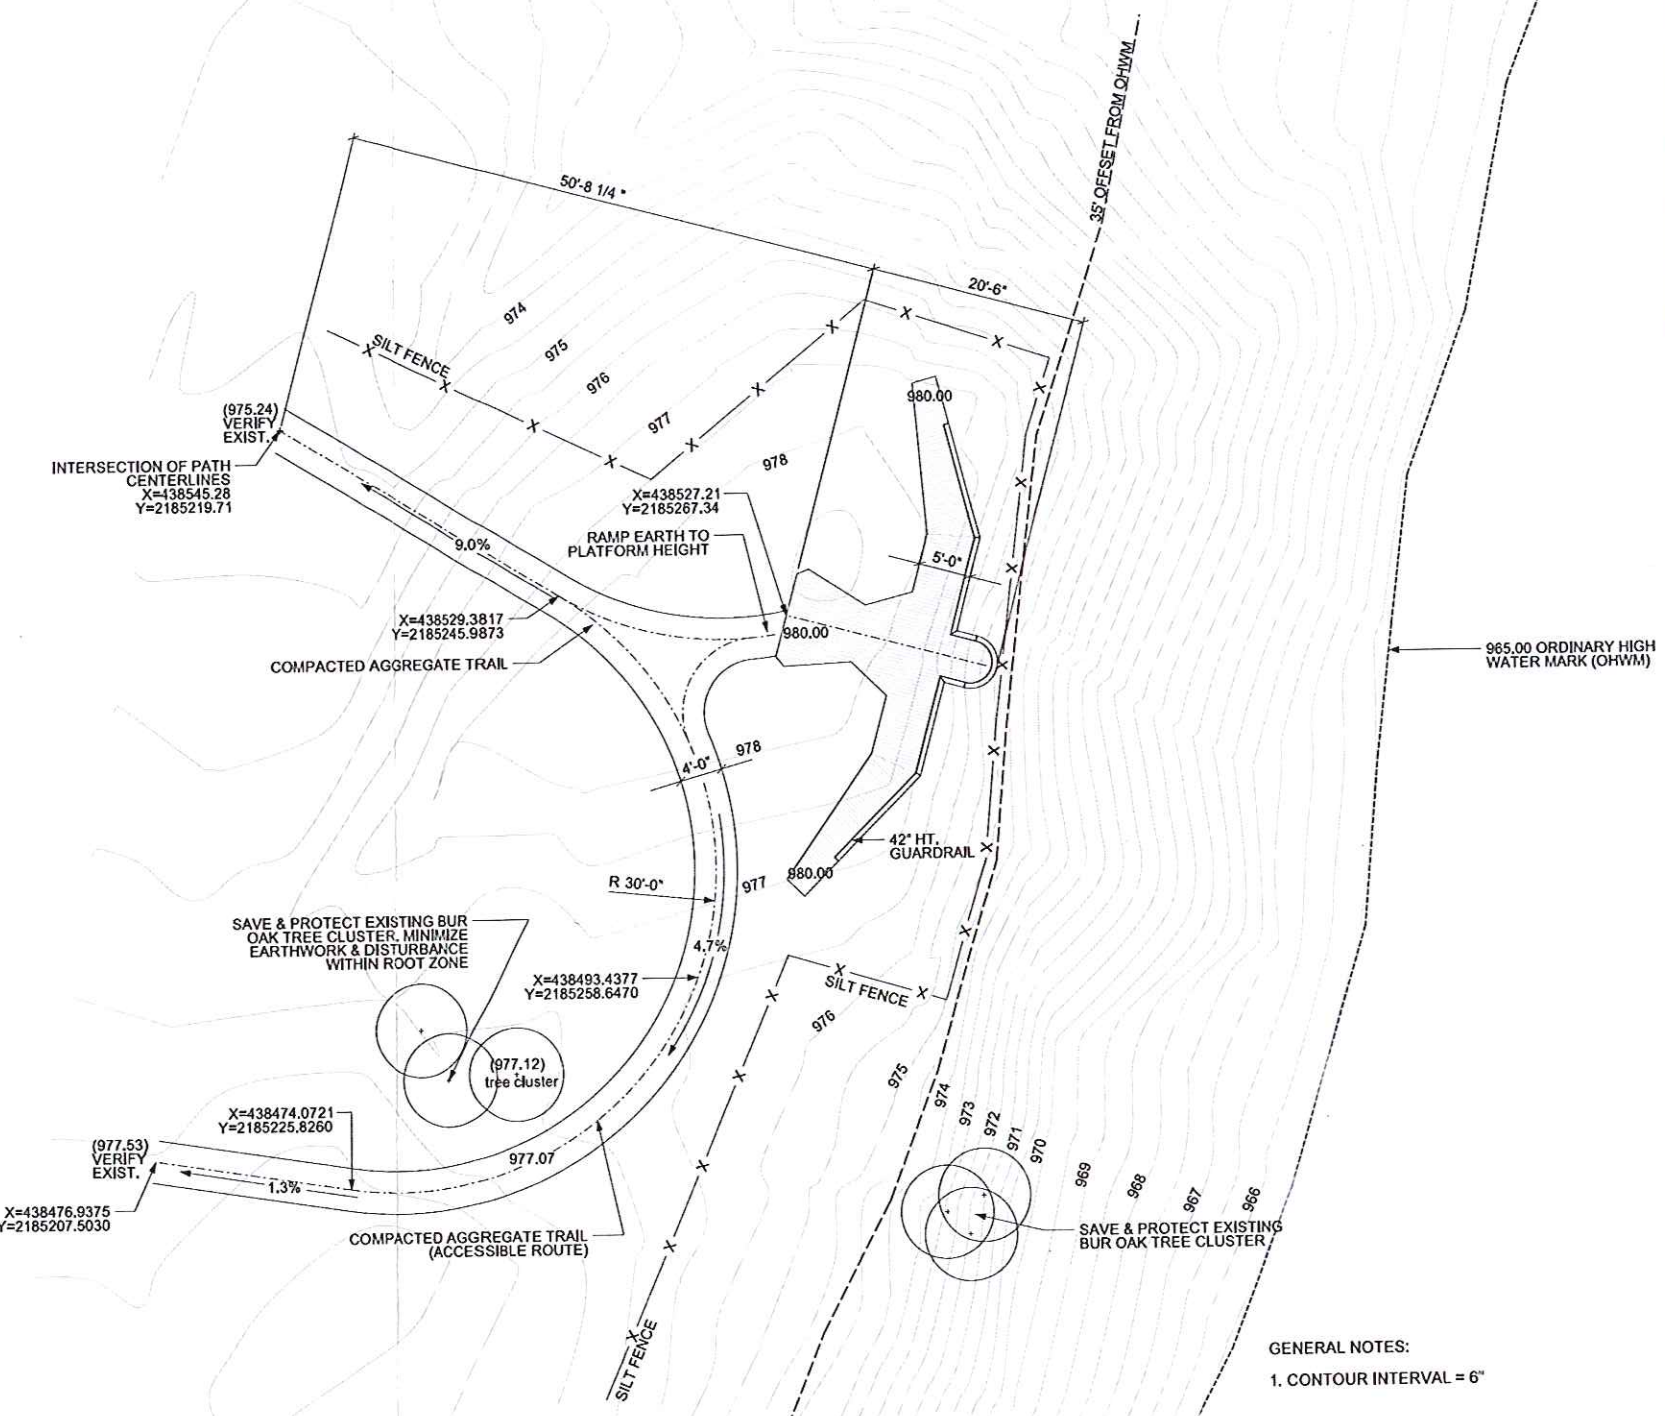 35' OFFSET FROM OHWM
50'-8 1/4 "
20'-6"
974
975
976
977
978
SILT FENCE
980.00
(975.24)
VERIFY
EXIST.
INTERSECTION OF PATH
CENTERLINES
X=438545.28
Y=2185219.71
X=438527.21
Y=2185267.34
RAMP EARTH TO
PLATFORM HEIGHT
9.0%
5'-0"
X=438529.3817
Y=2185245.9873
980.00
COMPACTED AGGREGATE TRAIL
965.00 ORDINARY HIGH
WATER MARK (OHWM)
978
4'-0"
42" HT.
GUARDRAIL
980.00
R 30'-0"
977
SAVE & PROTECT EXISTING BUR
OAK TREE CLUSTER, MINIMIZE
EARTHWORK & DISTURBANCE
WITHIN ROOT ZONE
4.7%
X=438493.4377
Y=2185258.6470
SILT FENCE
976
975
974
973
972
971
970
969
968
967
966
(977.12)
tree cluster
X=438474.0721
Y=2185225.8260
(977.53)
VERIFY
EXIST.
977.07
1.3%
X=438476.9375
Y=2185207.5030
COMPACTED AGGREGATE TRAIL
(ACCESSIBLE ROUTE)
SAVE & PROTECT EXISTING
BUR OAK TREE CLUSTER
SILT FENCE
GENERAL NOTES:
1. CONTOUR INTERVAL = 6"